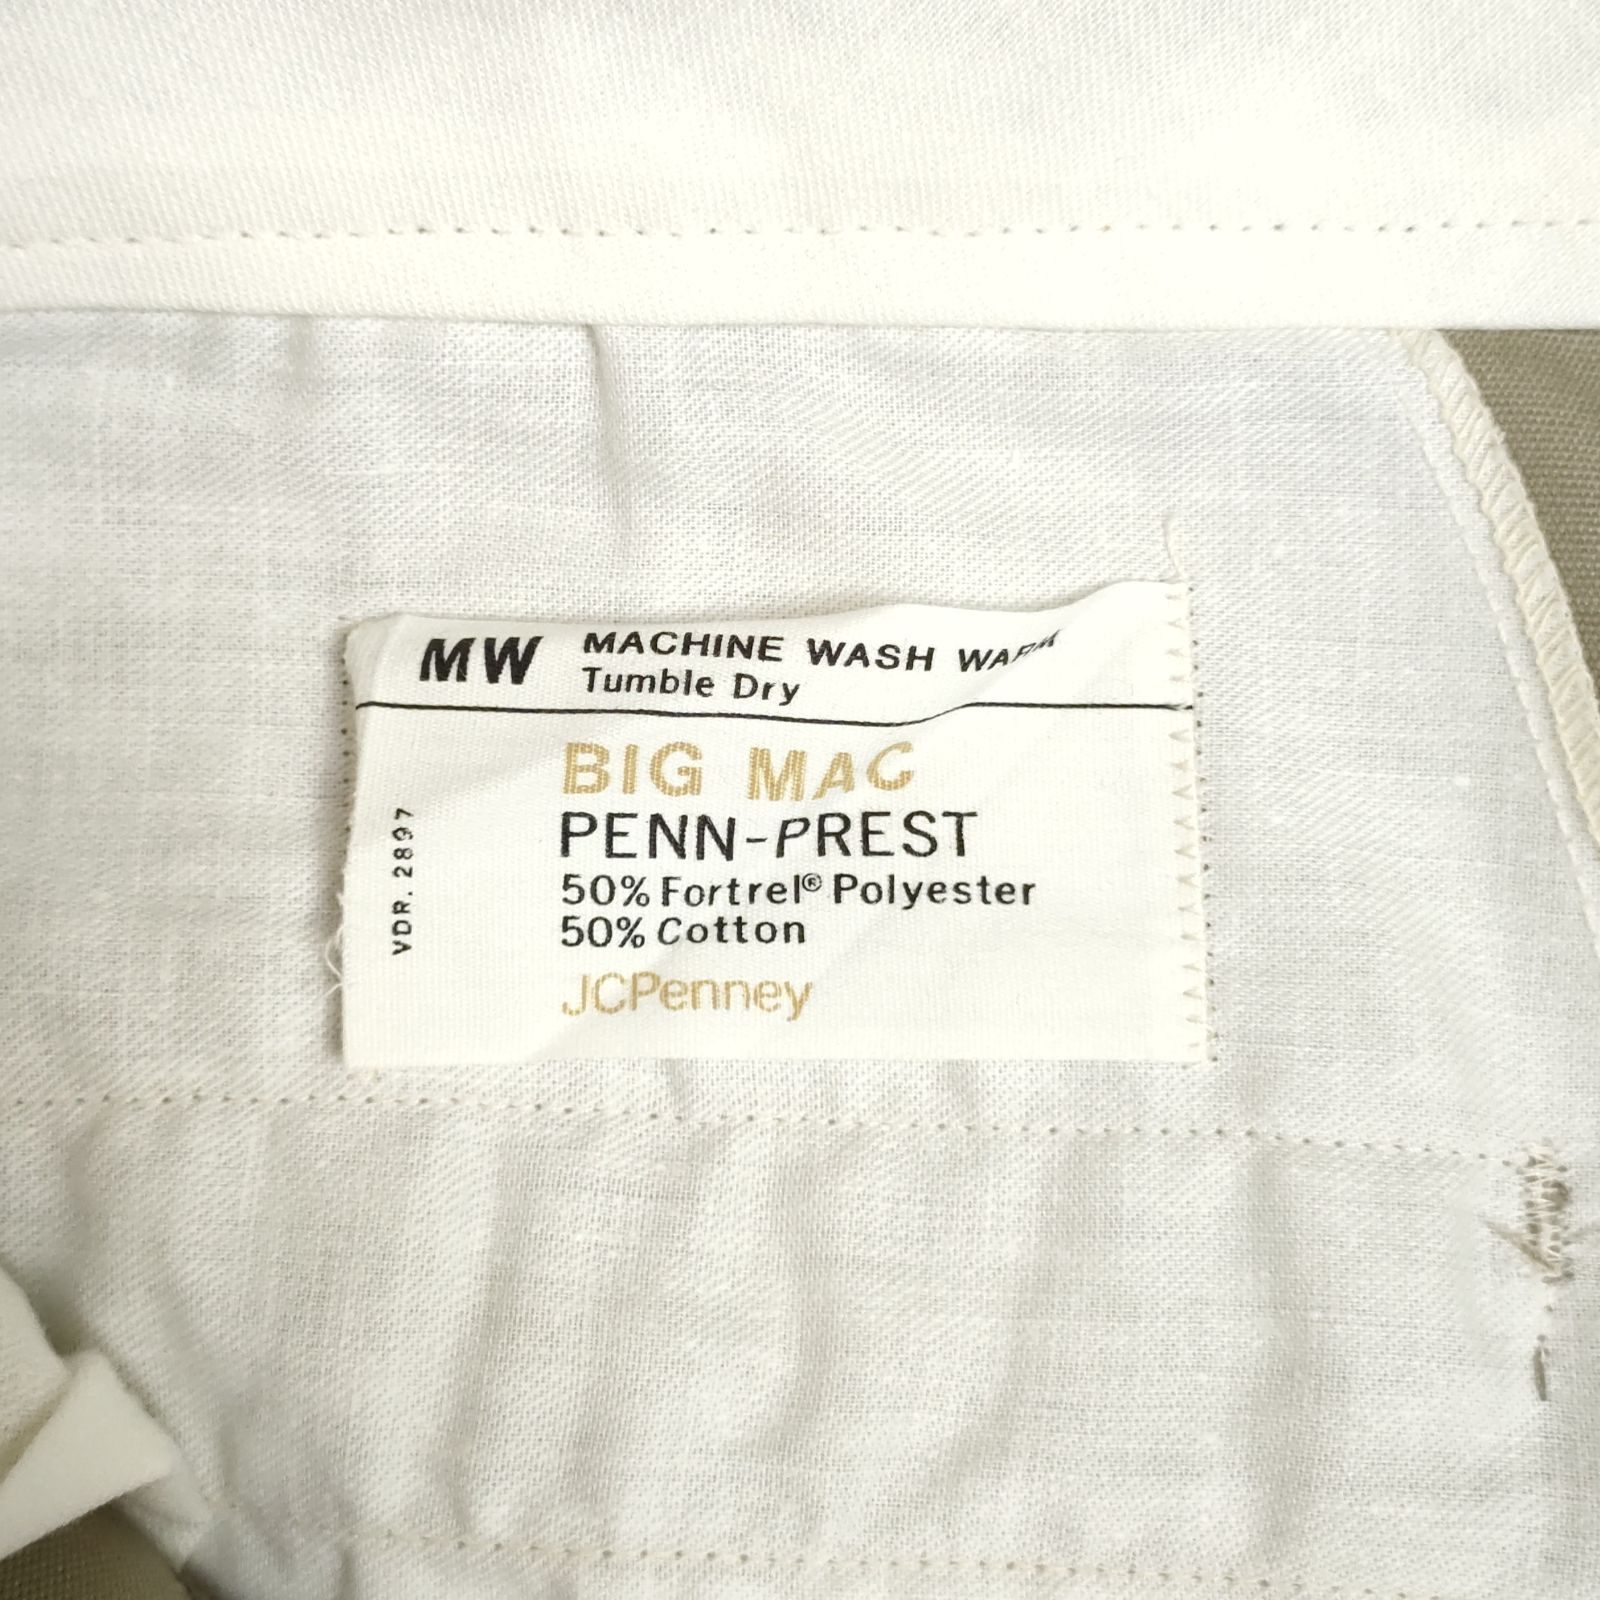 MW
MACHINE WASH WARM
Tumble Dry
BIG MAC
PENN-PREST
50% Fortrel® Polyester
50% Cotton
JCPenney
VDR. 2897